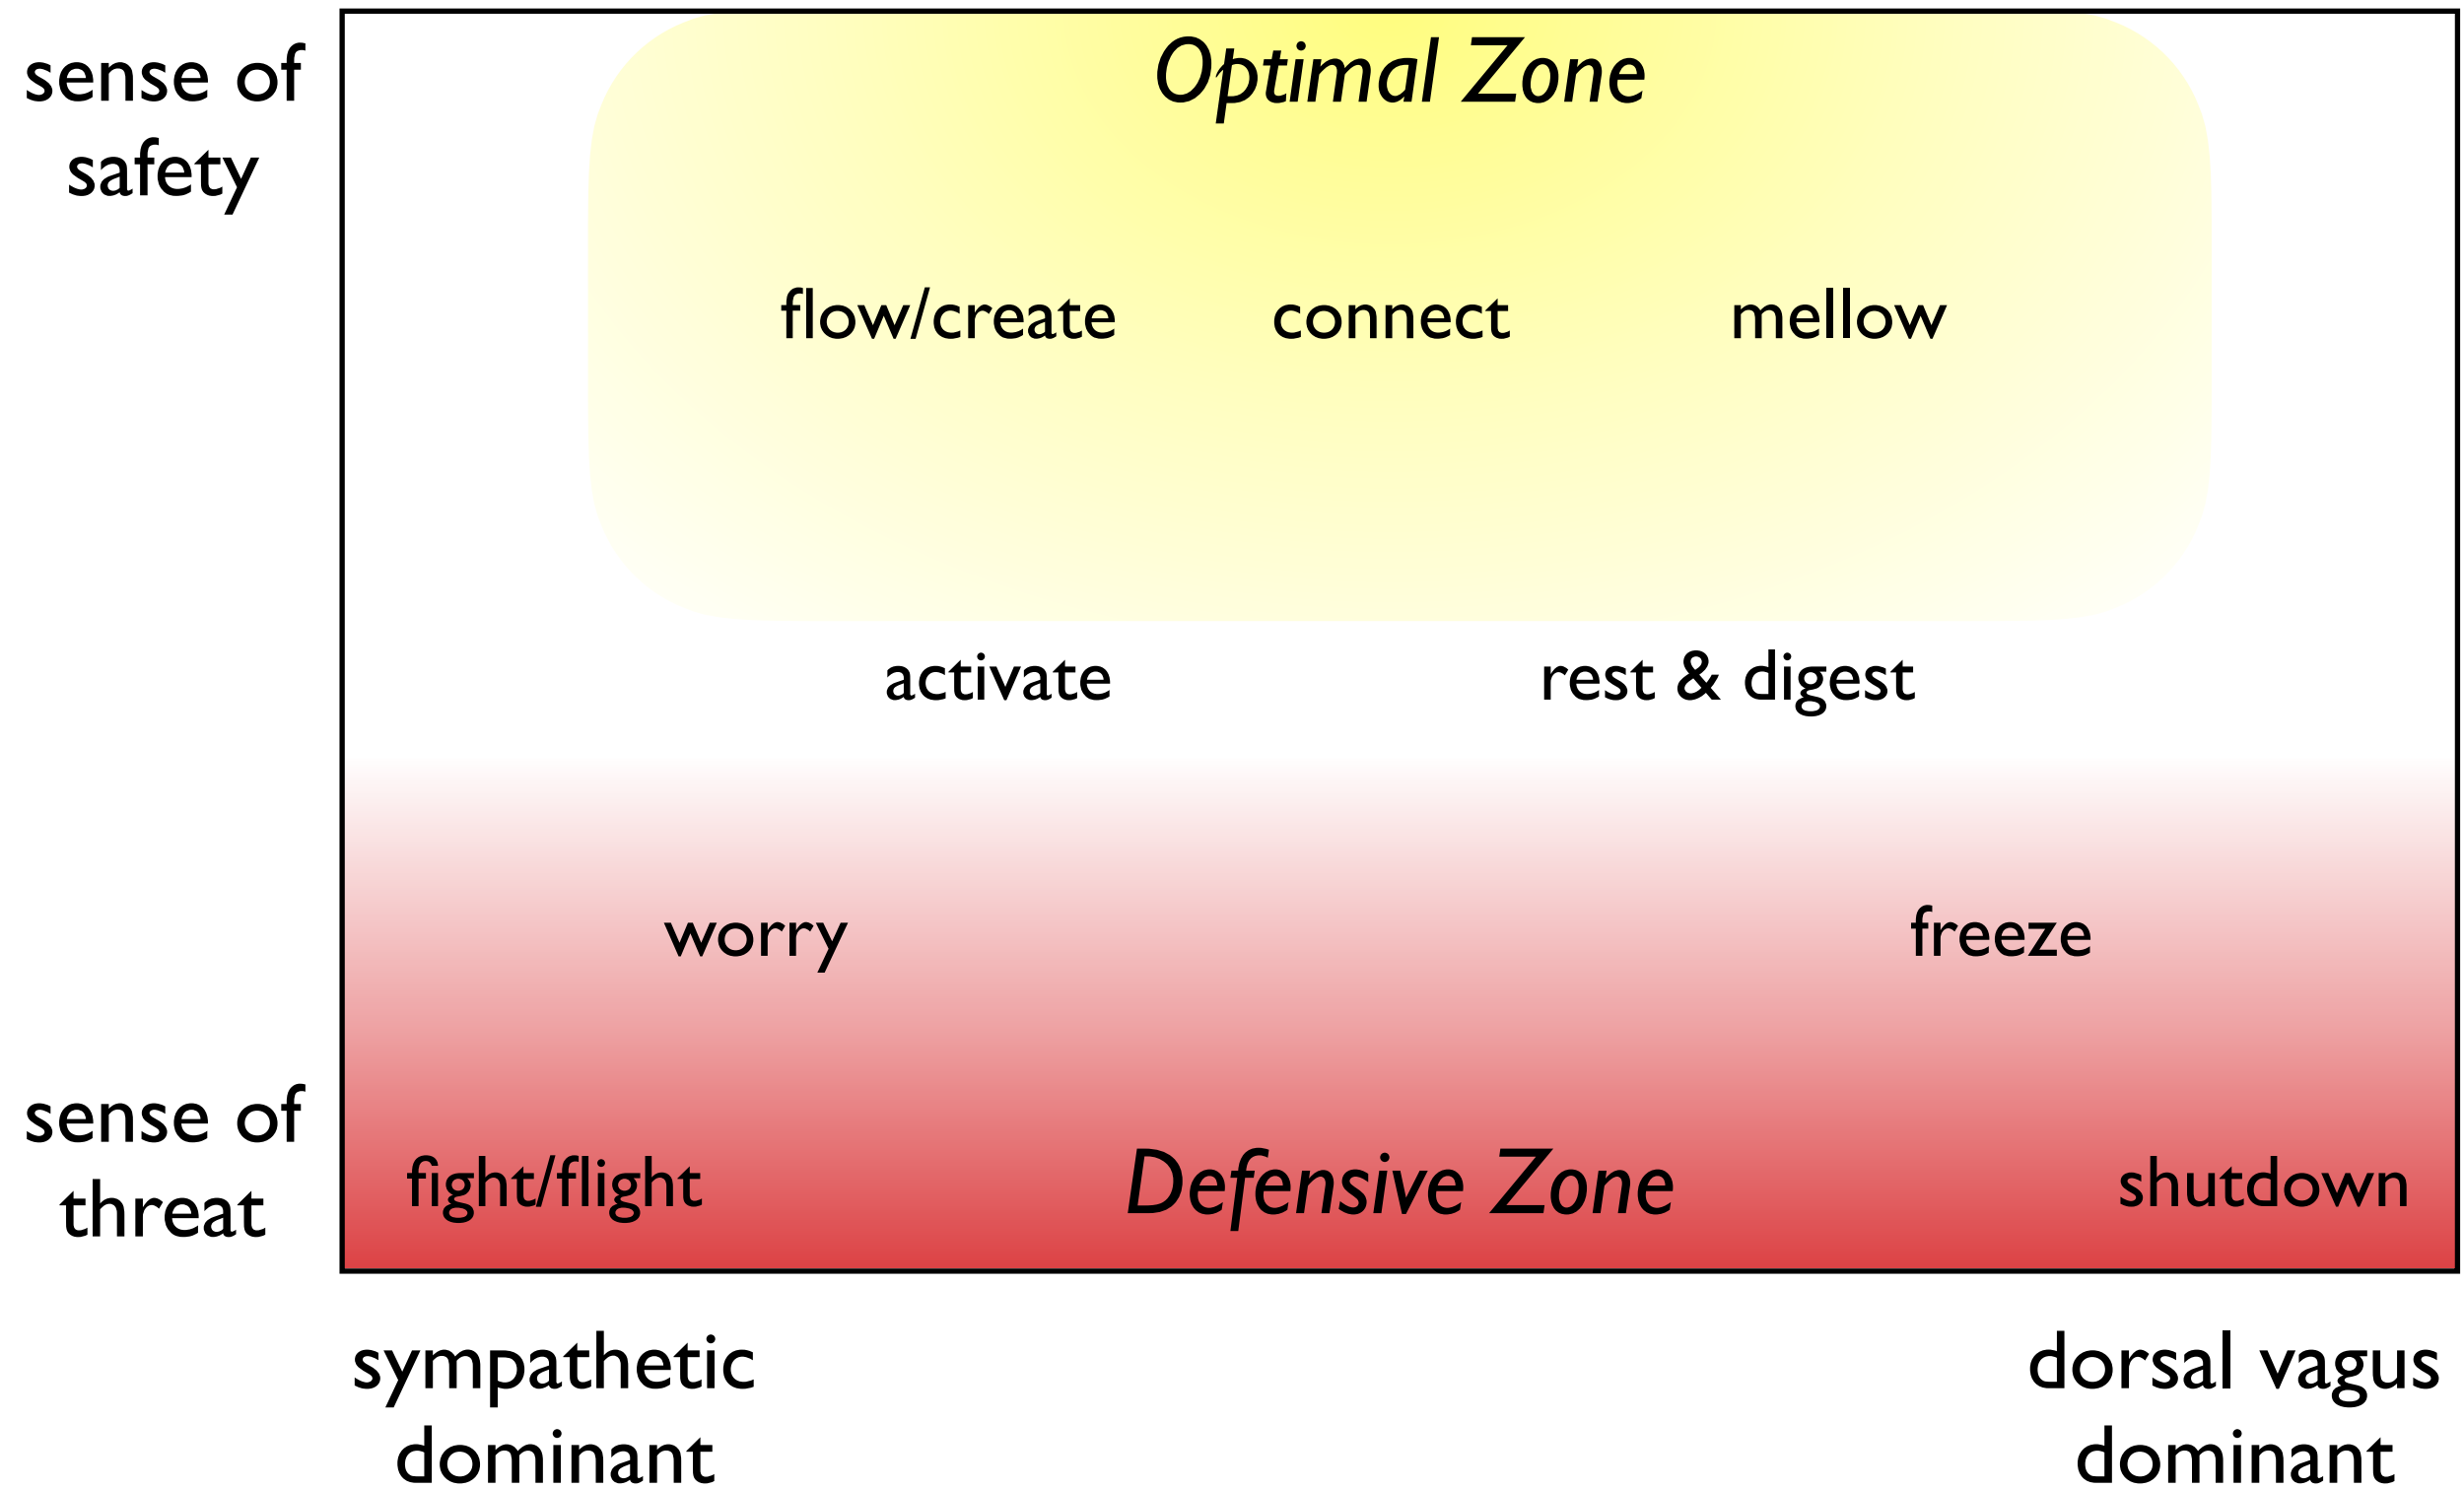 sense of
safety
Optimal Zone
flow/create connect mellow
activate rest & digest
worry freeze
sense of
threat
fight/flight Defensive Zone shutdown
sympathetic
dominant
dorsal vagus
dominant